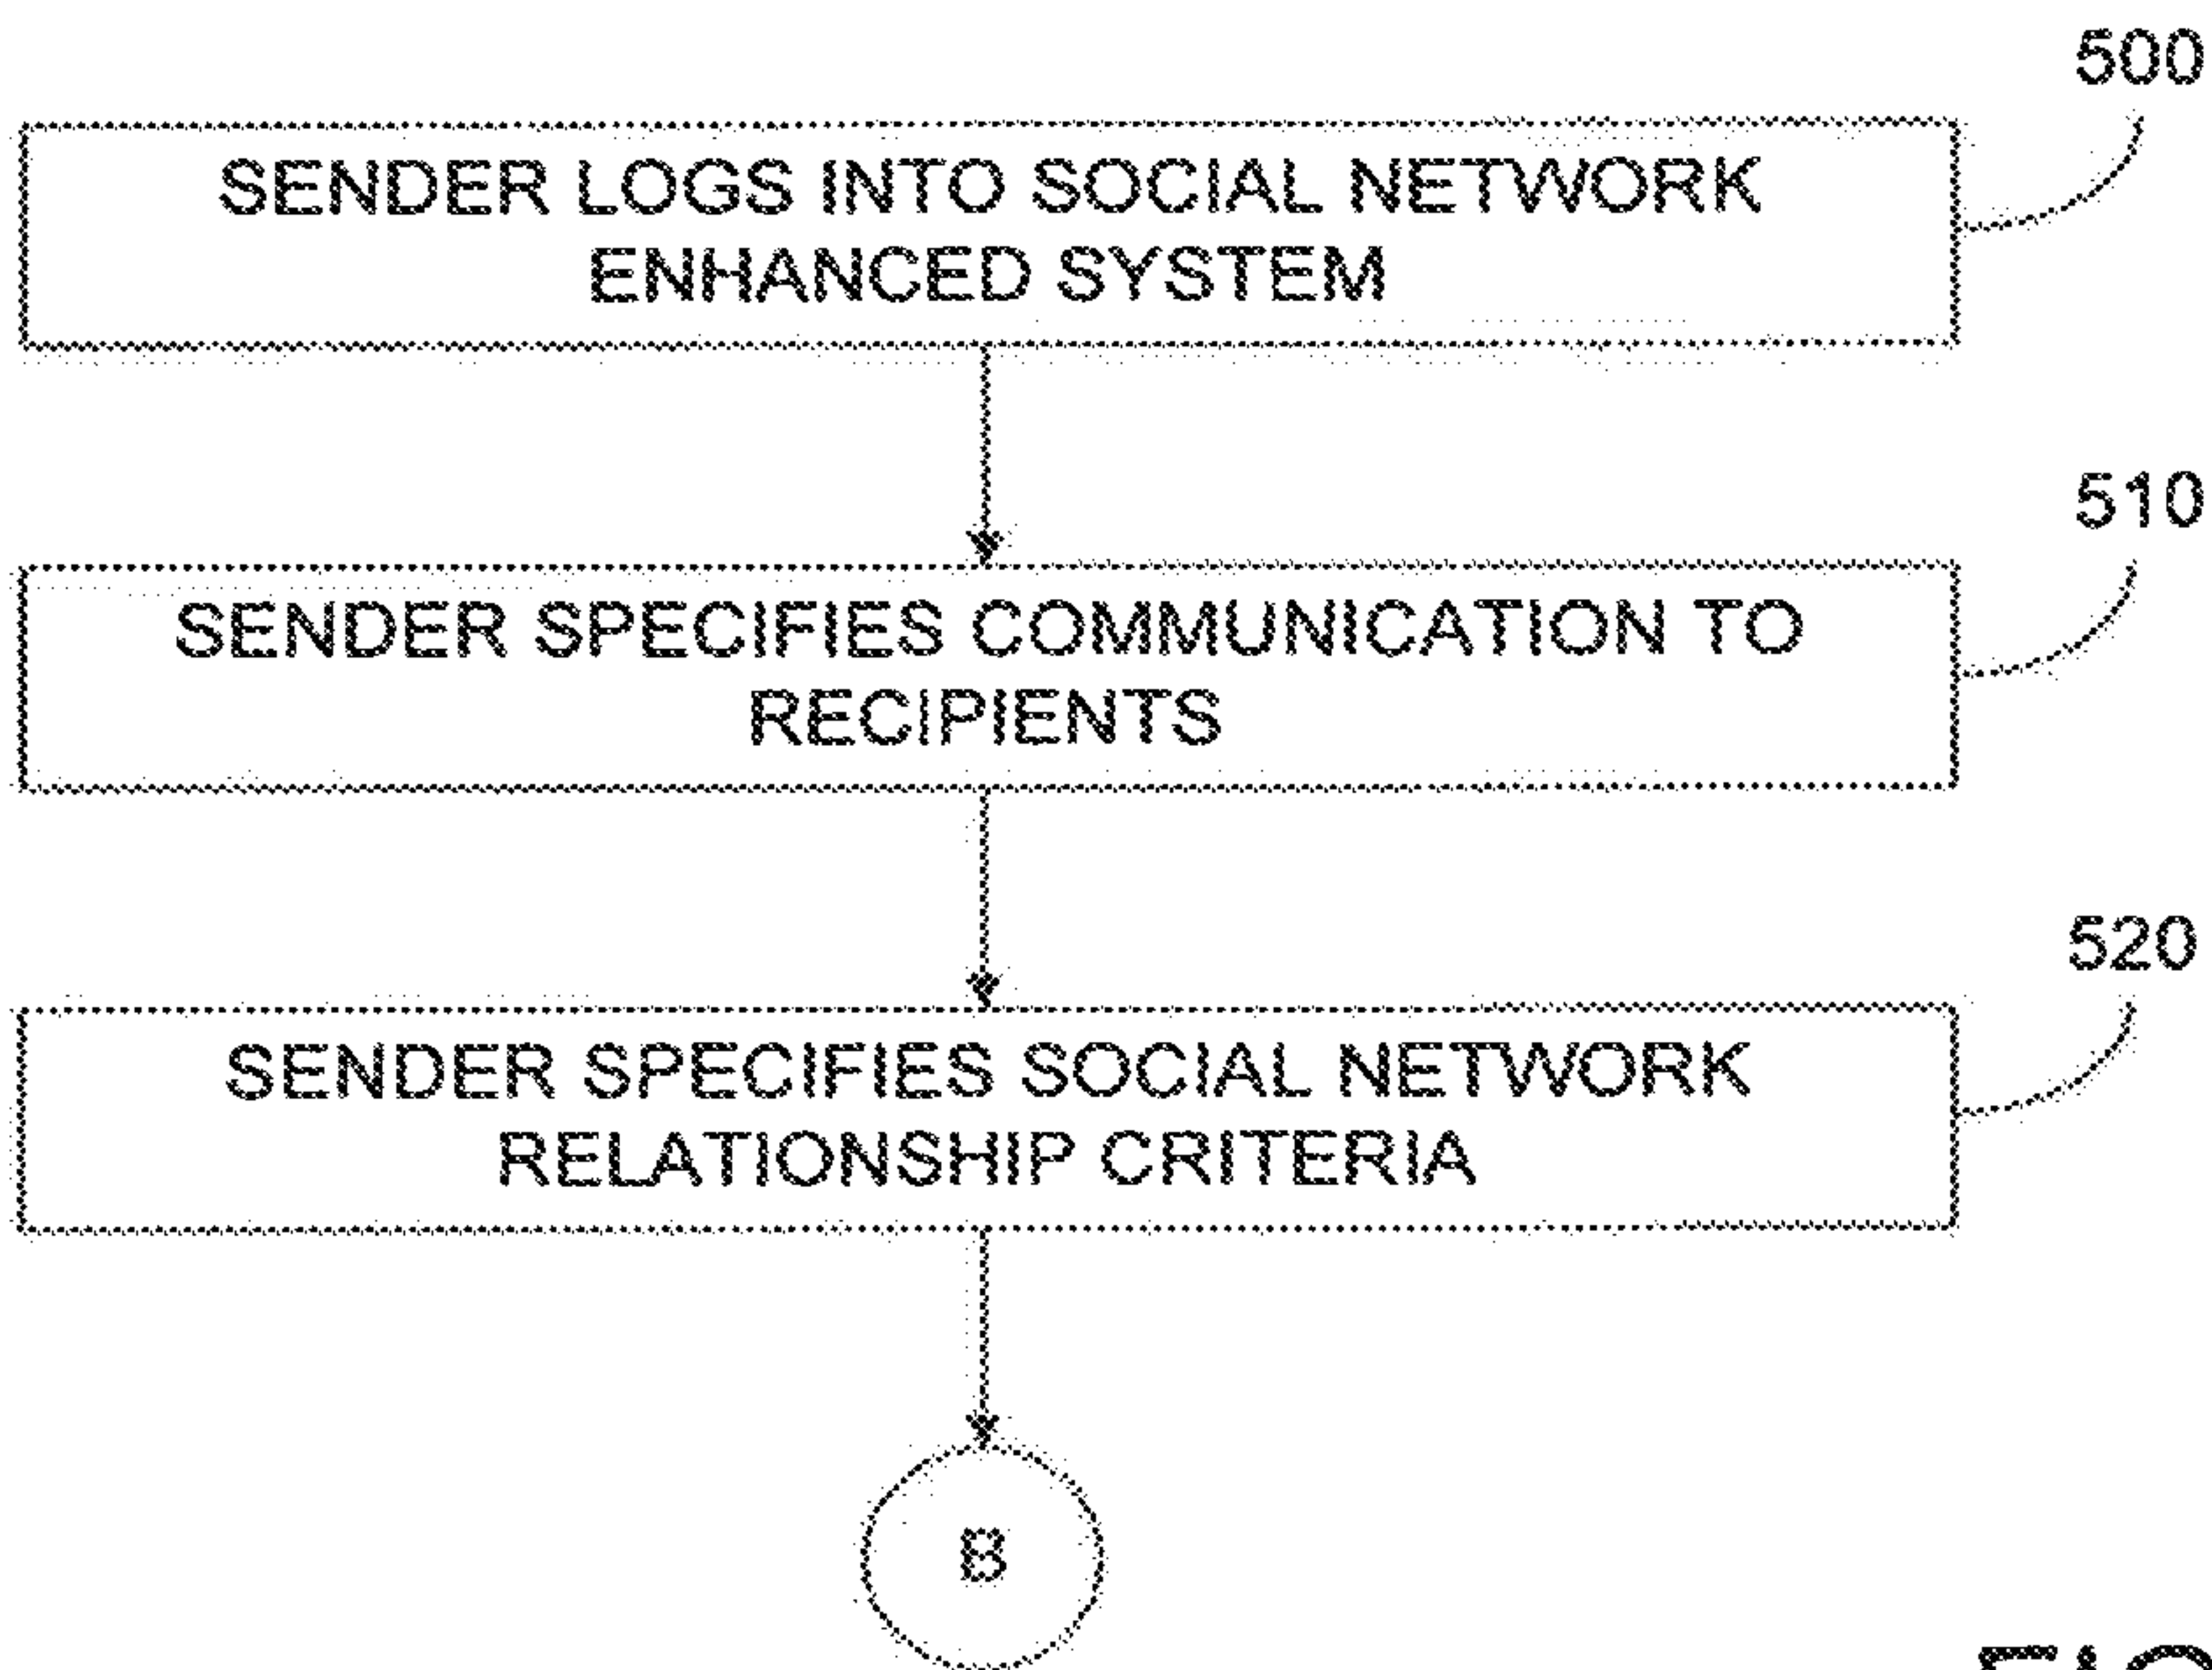 500
SENDER LOGS INTO SOCIAL NETWORK
ENHANCED SYSTEM
510
SENDER SPECIFIES COMMUNICATION TO
RECIPIENTS
520
SENDER SPECIFIES SOCIAL NETWORK
RELATIONSHIP CRITERIA
B